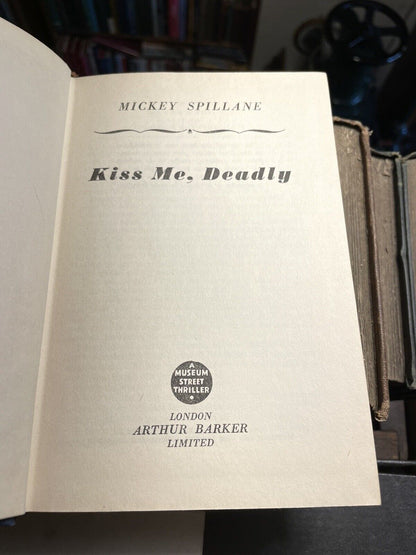 MICKEY SPILLANE
Kiss Me, Deadly
A
MUSEUM
STREET
THRILLER
LONDON
ARTHUR BARKER
LIMITED